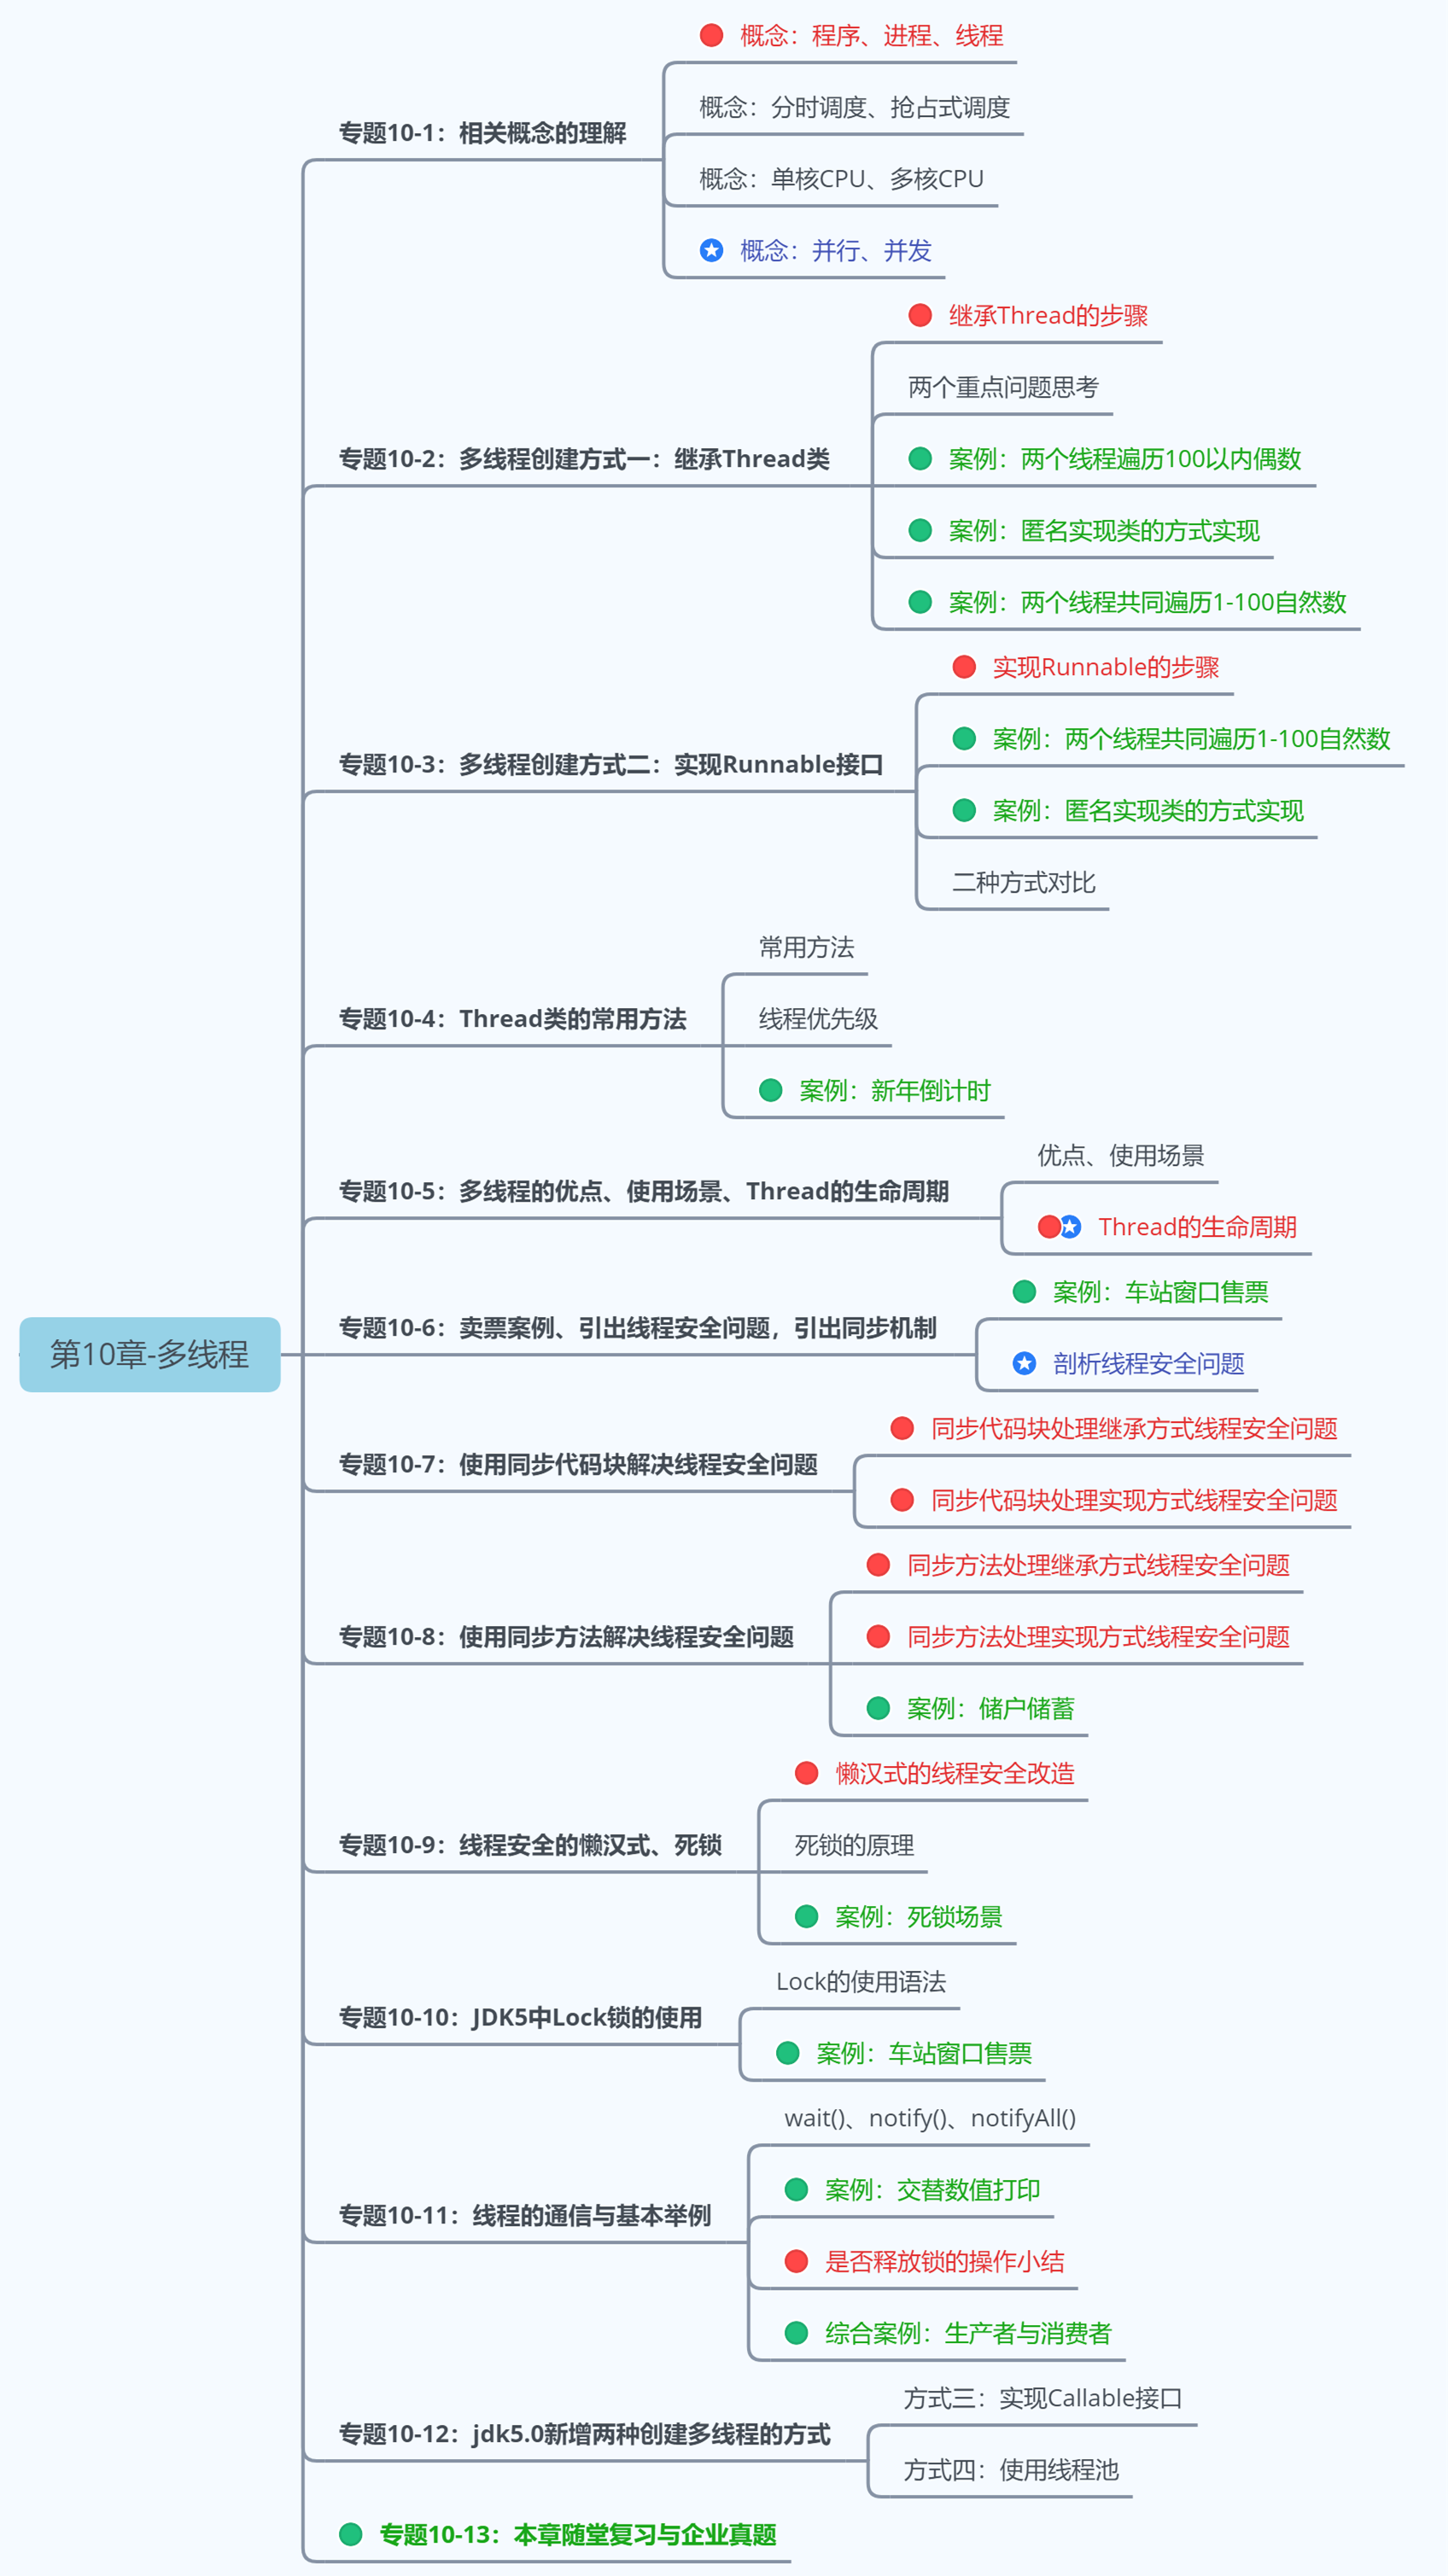 第10章-多线程
专题10-1：相关概念的理解
概念：程序、进程、线程
概念：分时调度、抢占式调度
概念：单核CPU、多核CPU
概念：并行、并发
专题10-2：多线程创建方式一：继承Thread类
继承Thread的步骤
两个重点问题思考
案例：两个线程遍历100以内偶数
案例：匿名实现类的方式实现
案例：两个线程共同遍历1-100自然数
专题10-3：多线程创建方式二：实现Runnable接口
实现Runnable的步骤
案例：两个线程共同遍历1-100自然数
案例：匿名实现类的方式实现
二种方式对比
专题10-4：Thread类的常用方法
常用方法
线程优先级
案例：新年倒计时
专题10-5：多线程的优点、使用场景、Thread的生命周期
优点、使用场景
Thread的生命周期
专题10-6：卖票案例、引出线程安全问题，引出同步机制
案例：车站窗口售票
剖析线程安全问题
专题10-7：使用同步代码块解决线程安全问题
同步代码块处理继承方式线程安全问题
同步代码块处理实现方式线程安全问题
专题10-8：使用同步方法解决线程安全问题
同步方法处理继承方式线程安全问题
同步方法处理实现方式线程安全问题
案例：储户储蓄
专题10-9：线程安全的懒汉式、死锁
懒汉式的线程安全改造
死锁的原理
案例：死锁场景
专题10-10：JDK5中Lock锁的使用
Lock的使用语法
案例：车站窗口售票
专题10-11：线程的通信与基本举例
wait()、notify()、notifyAll()
案例：交替数值打印
是否释放锁的操作小结
综合案例：生产者与消费者
专题10-12：jdk5.0新增两种创建多线程的方式
方式三：实现Callable接口
方式四：使用线程池
专题10-13：本章随堂复习与企业真题